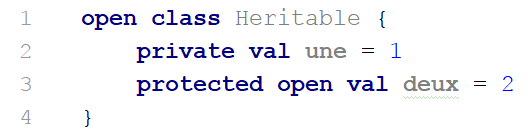 1 open class Heritable {
2 private val une = 1
3 protected open val deux = 2
4 }